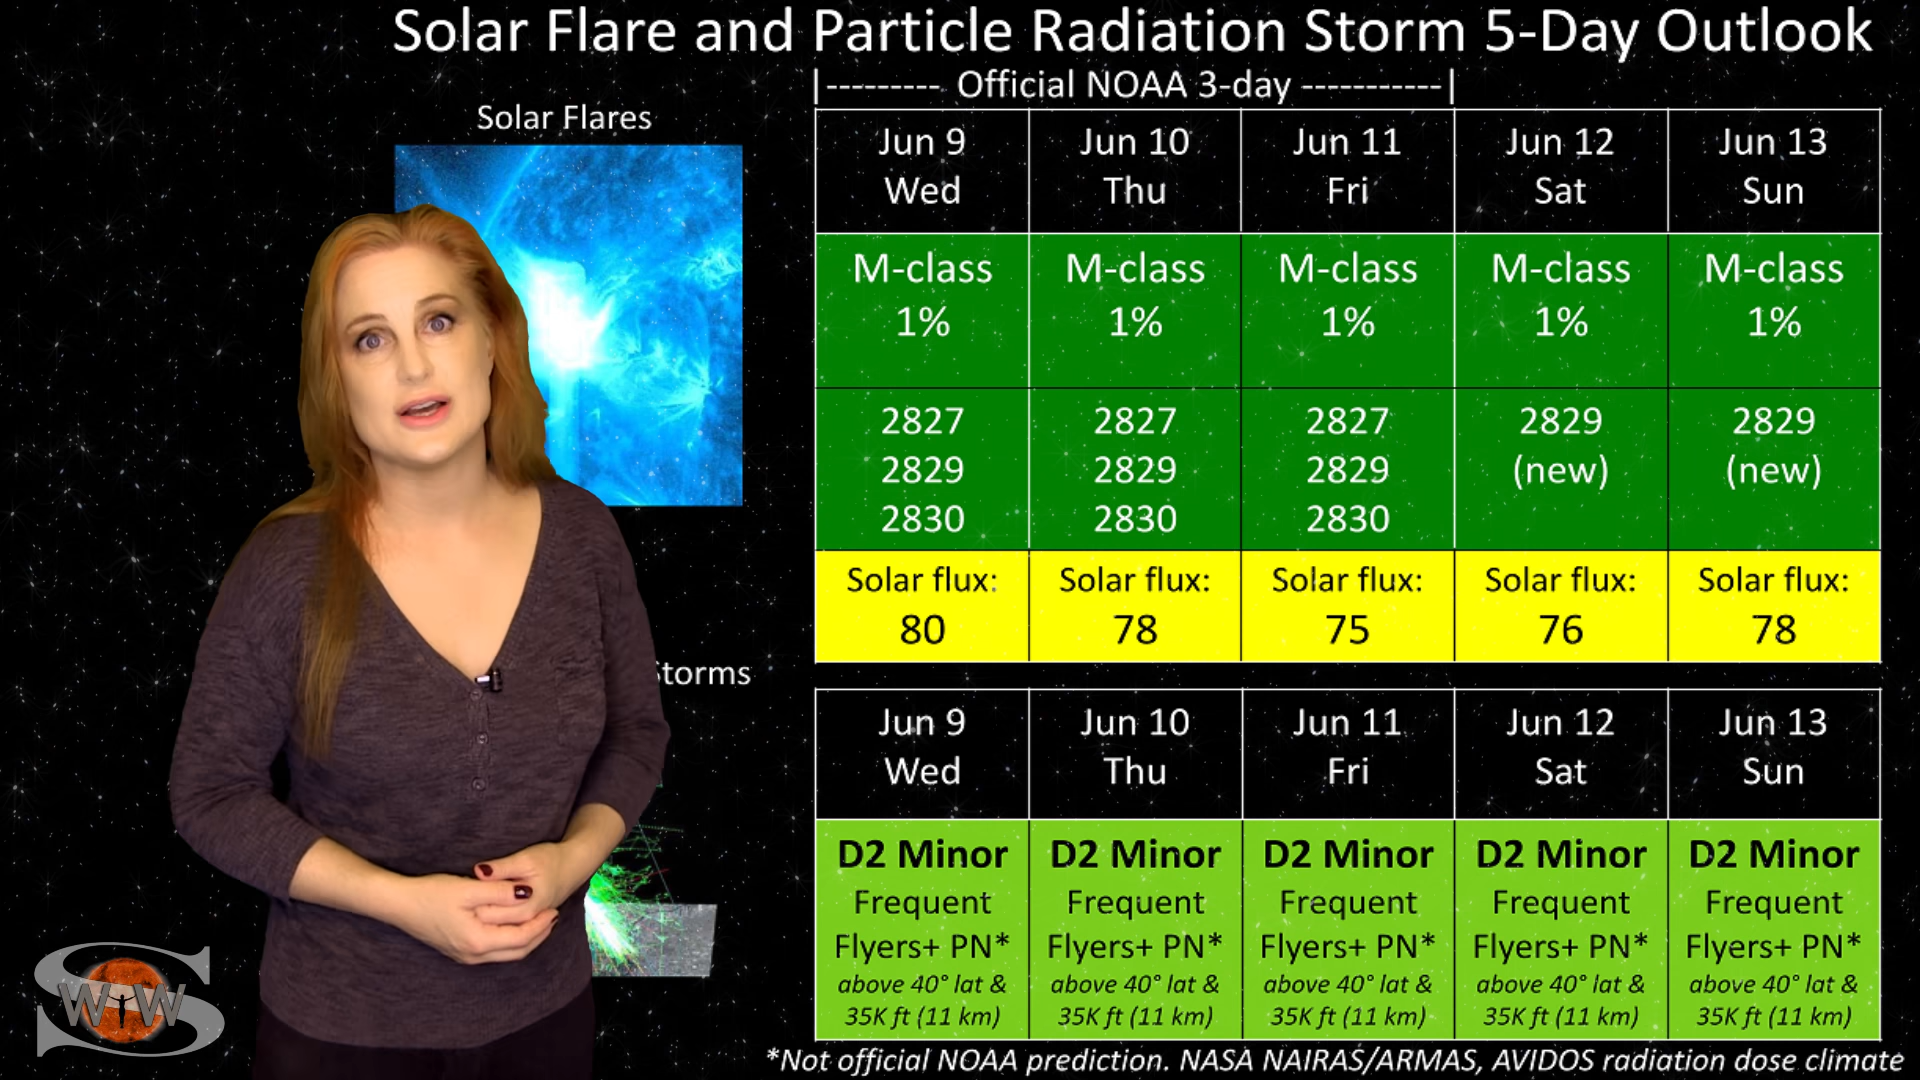 Solar Flare and Particle Radiation Storm 5-Day Outlook
|--------- Official NOAA 3-day -----------|
Solar Flares
Jun 9 Jun 10 Jun 11 Jun 12 Jun 13
Wed Thu Fri Sat Sun
M-class M-class M-class M-class M-class
1% 1% 1% 1% 1%
2827 2827 2827 2829 2829
2829 2829 2829 (new) (new)
2830 2830 2830
Solar flux: Solar flux: Solar flux: Solar flux: Solar flux:
80 78 75 76 78
Storms
Jun 9 Jun 10 Jun 11 Jun 12 Jun 13
Wed Thu Fri Sat Sun
D2 Minor D2 Minor D2 Minor D2 Minor D2 Minor
Frequent Frequent Frequent Frequent Frequent
Flyers+ PN* Flyers+ PN* Flyers+ PN* Flyers+ PN* Flyers+ PN*
above 40° lat & above 40° lat & above 40° lat & above 40° lat & above 40° lat &
35K ft (11 km) 35K ft (11 km) 35K ft (11 km) 35K ft (11 km) 35K ft (11 km)
S
WTW
*Not official NOAA prediction. NASA NAIRAS/ARMAS, AVIDOS radiation dose climate